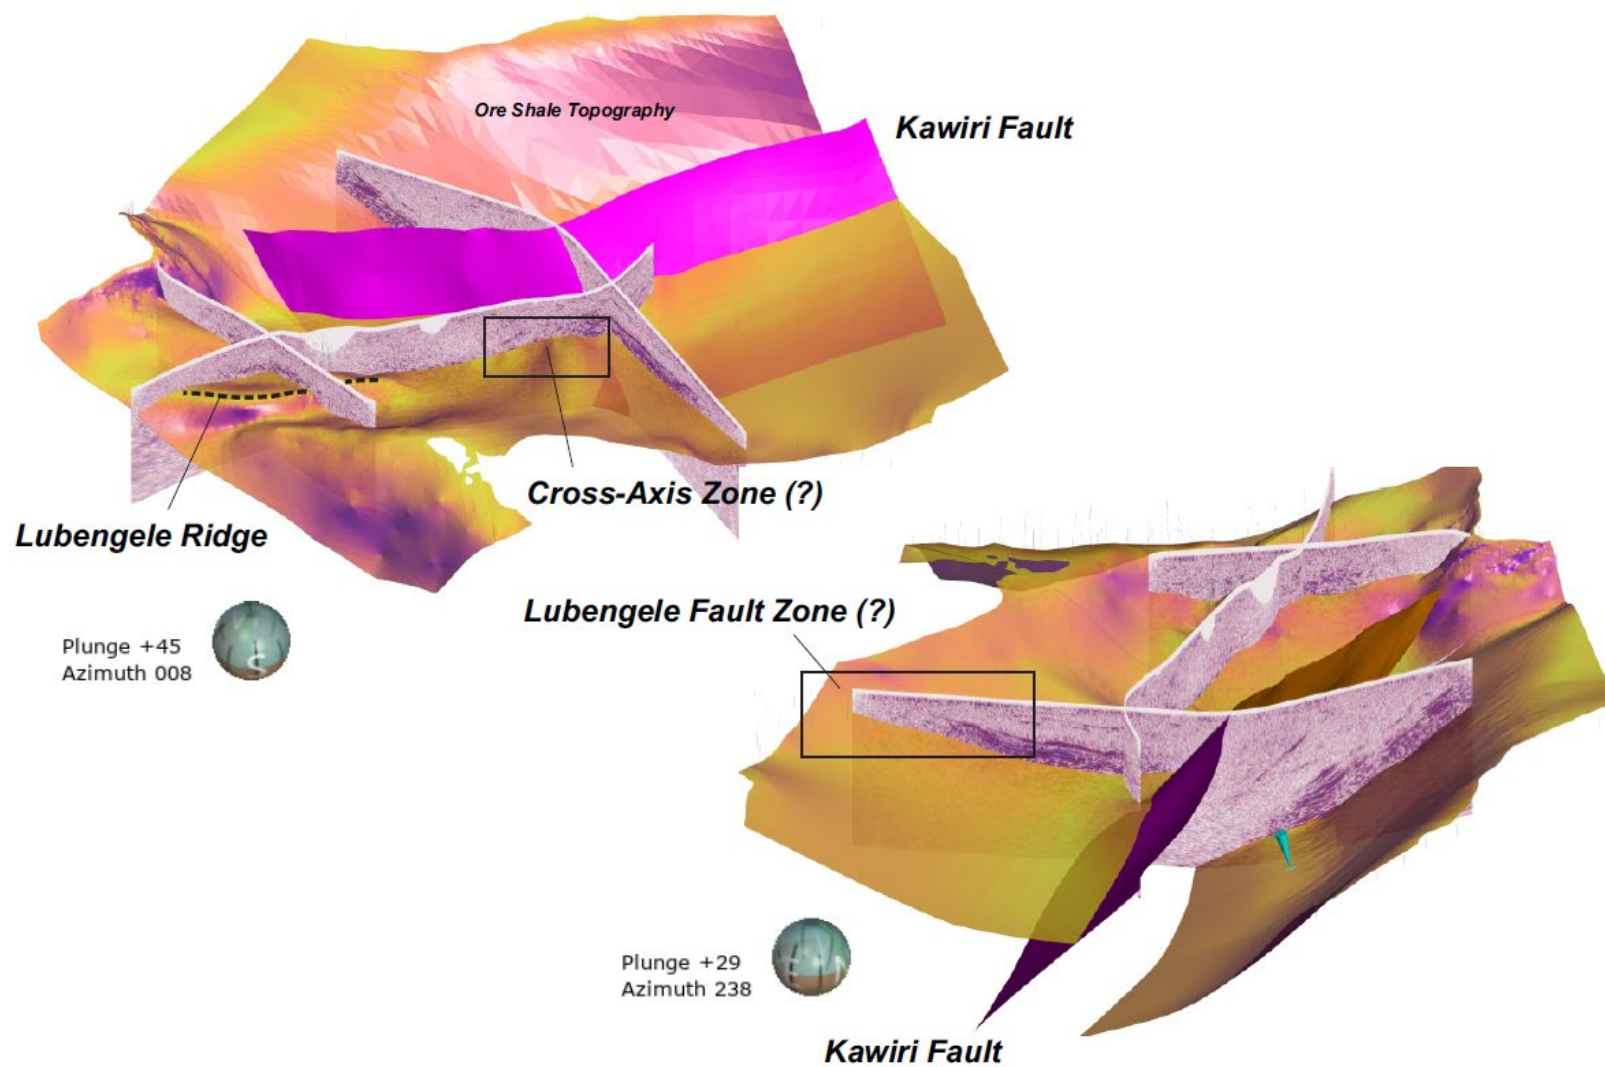 Ore Shale Topography
Kawiri Fault
Cross-Axis Zone (?)
Lubengele Ridge
Lubengele Fault Zone (?)
Plunge +45
Azimuth 008
S
Plunge +29
Azimuth 238
E N
Kawiri Fault